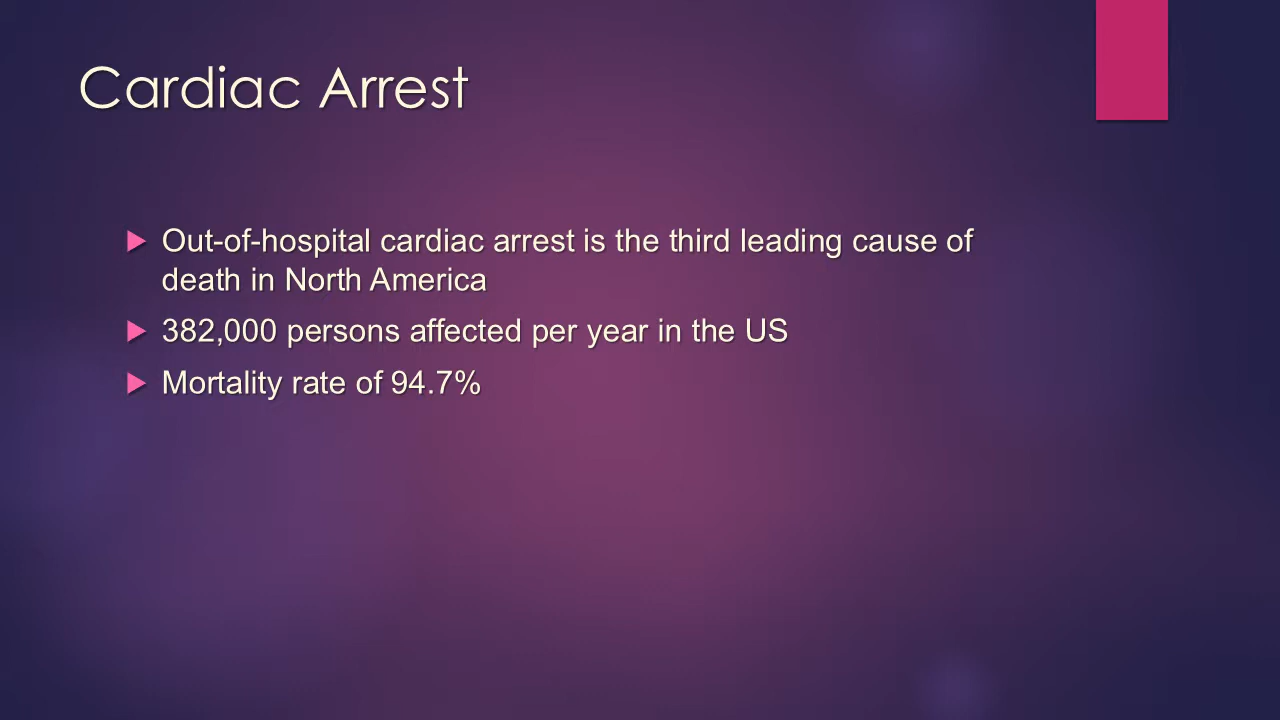 Cardiac Arrest
Out-of-hospital cardiac arrest is the third leading cause of
death in North America
382,000 persons affected per year in the US
Mortality rate of 94.7%